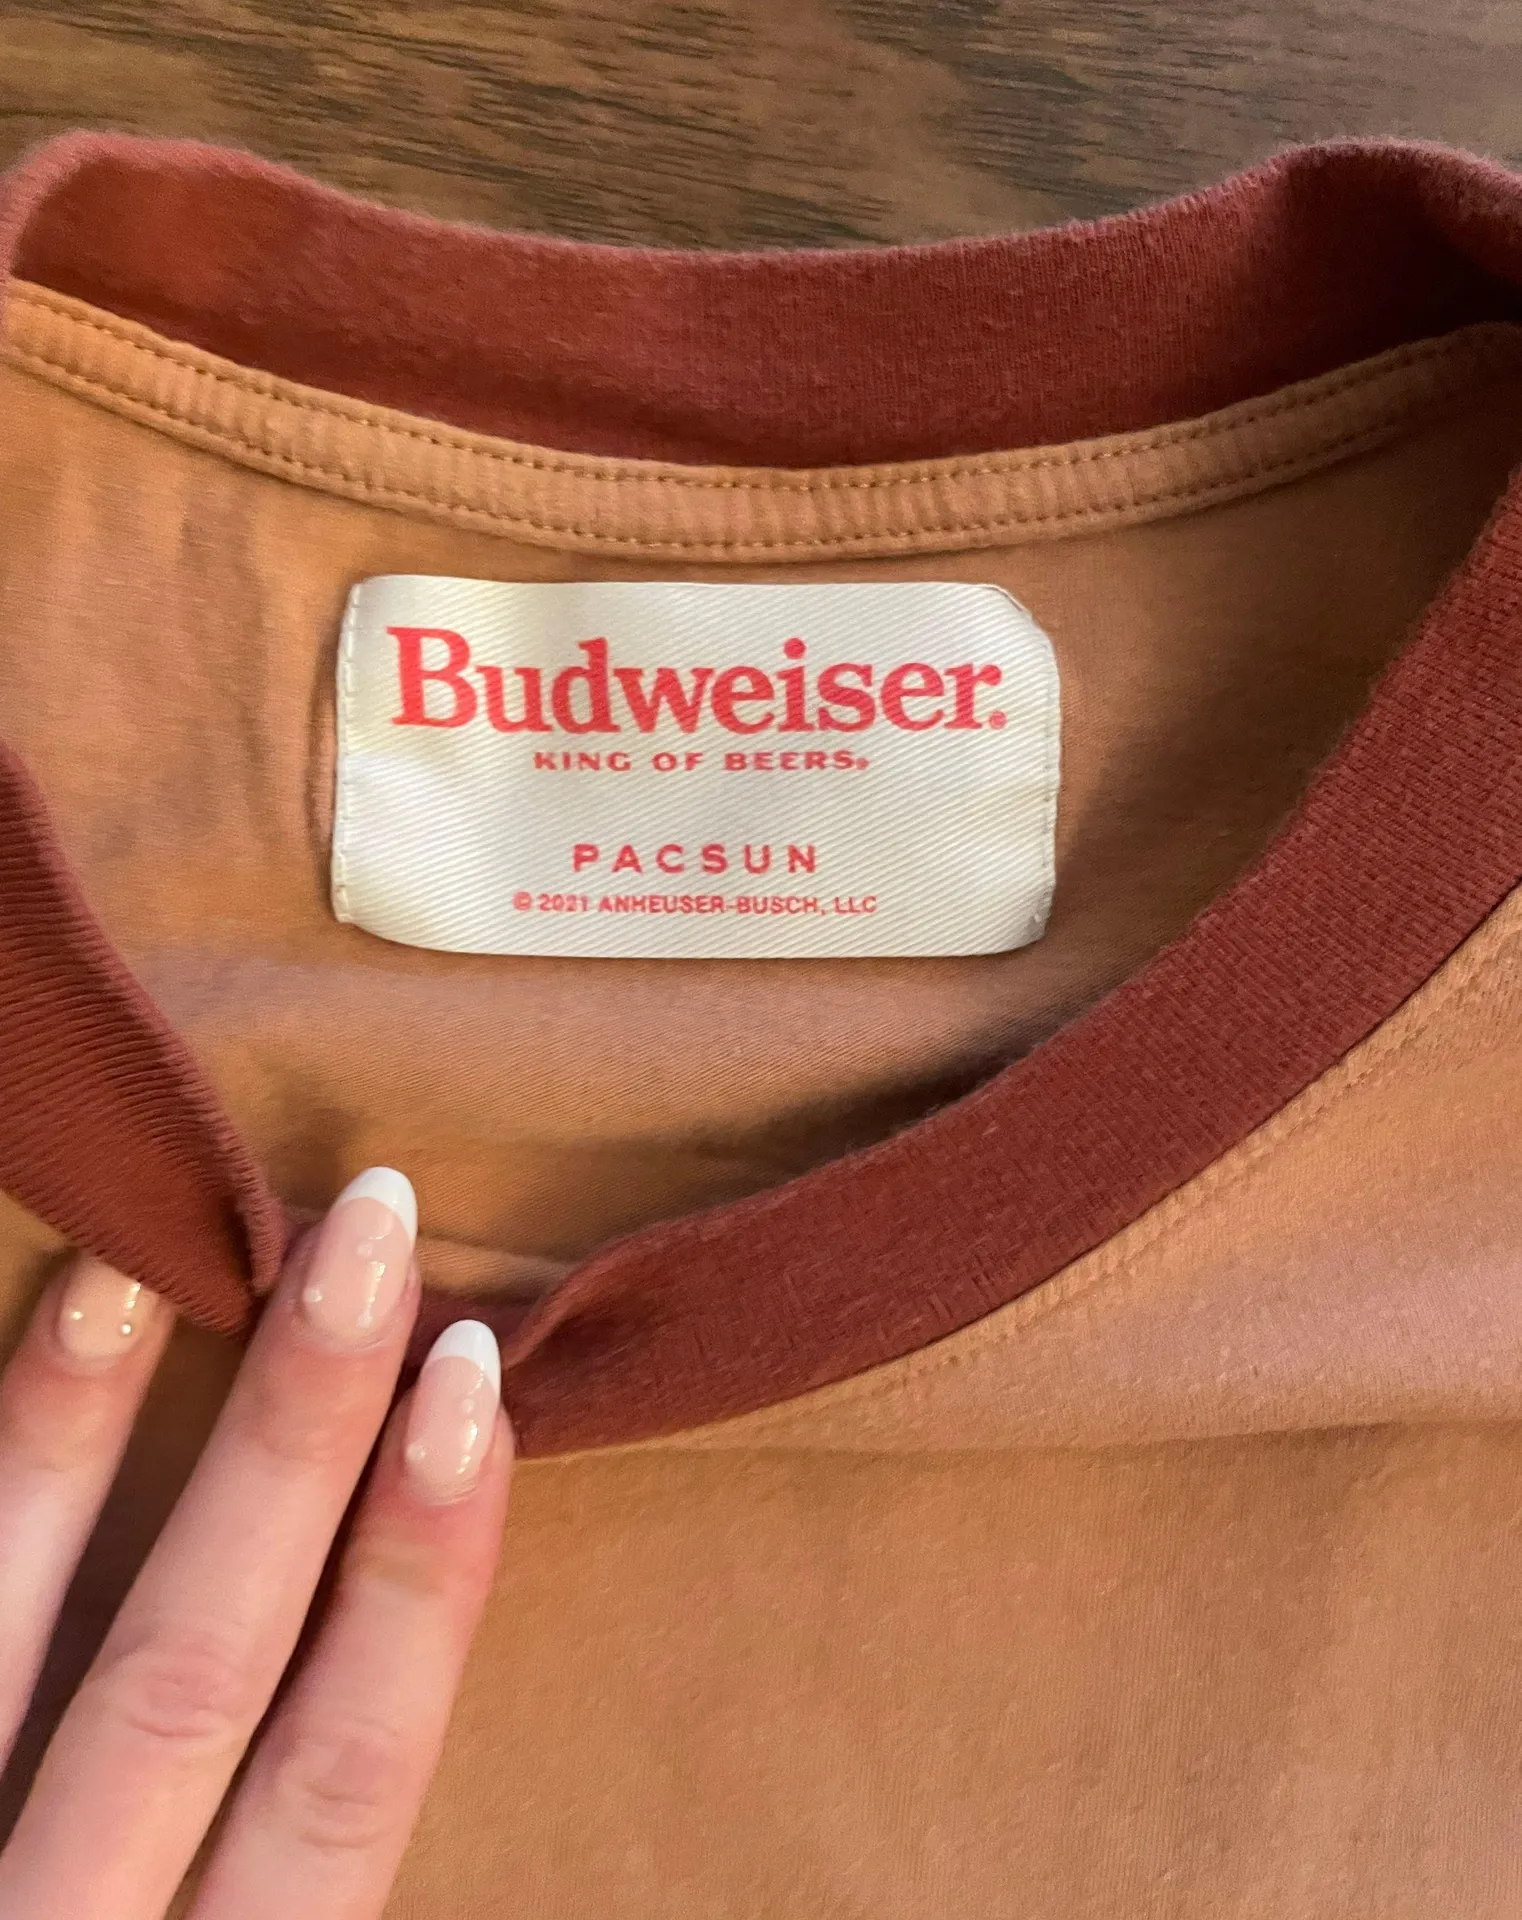 Budweiser®
KING OF BEERS®
PACSUN
© 2021 ANHEUSER-BUSCH, LLC